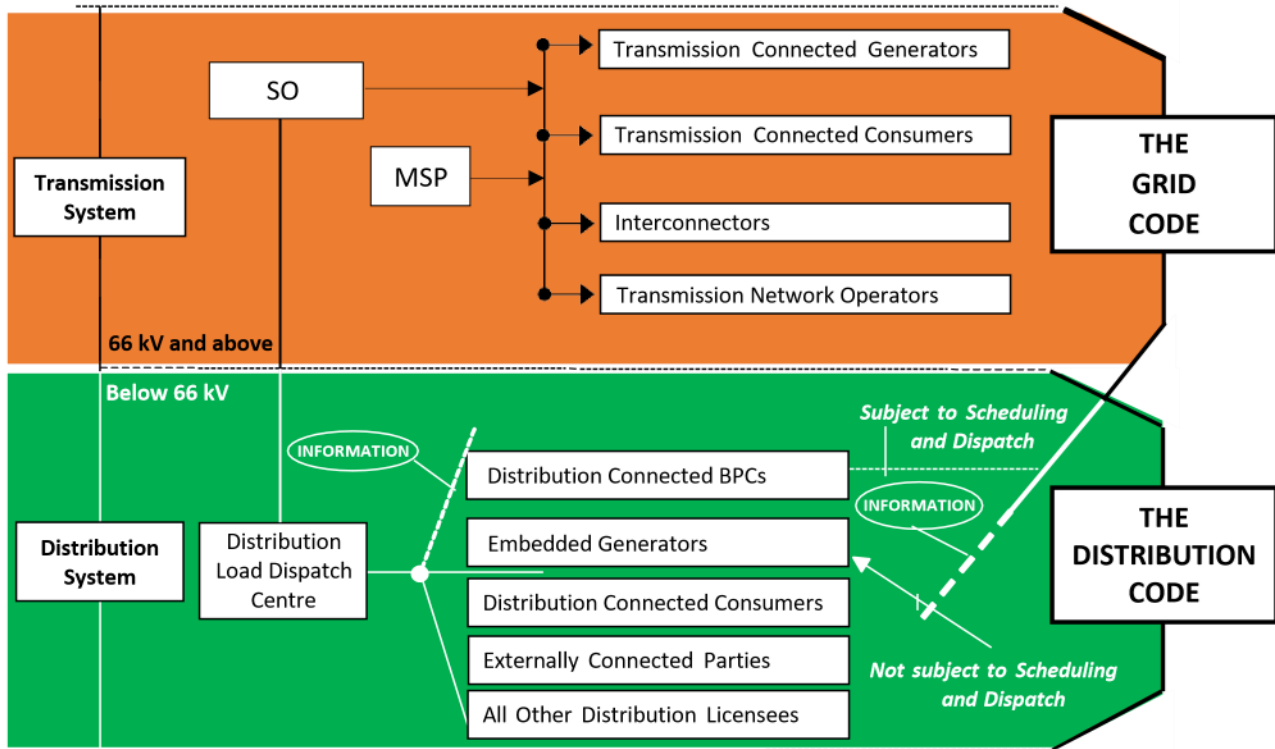 SO
MSP
Transmission Connected Generators
Transmission Connected Consumers
Interconnectors
Transmission Network Operators
Transmission
System
66 kV and above
THE
GRID
CODE
Below 66 kV
INFORMATION
Subject to Scheduling
and Dispatch
Distribution Connected BPCs
INFORMATION
Embedded Generators
Distribution Connected Consumers
Externally Connected Parties
All Other Distribution Licensees
Distribution
System
Distribution
Load Dispatch
Centre
Not subject to Scheduling
and Dispatch
THE
DISTRIBUTION
CODE